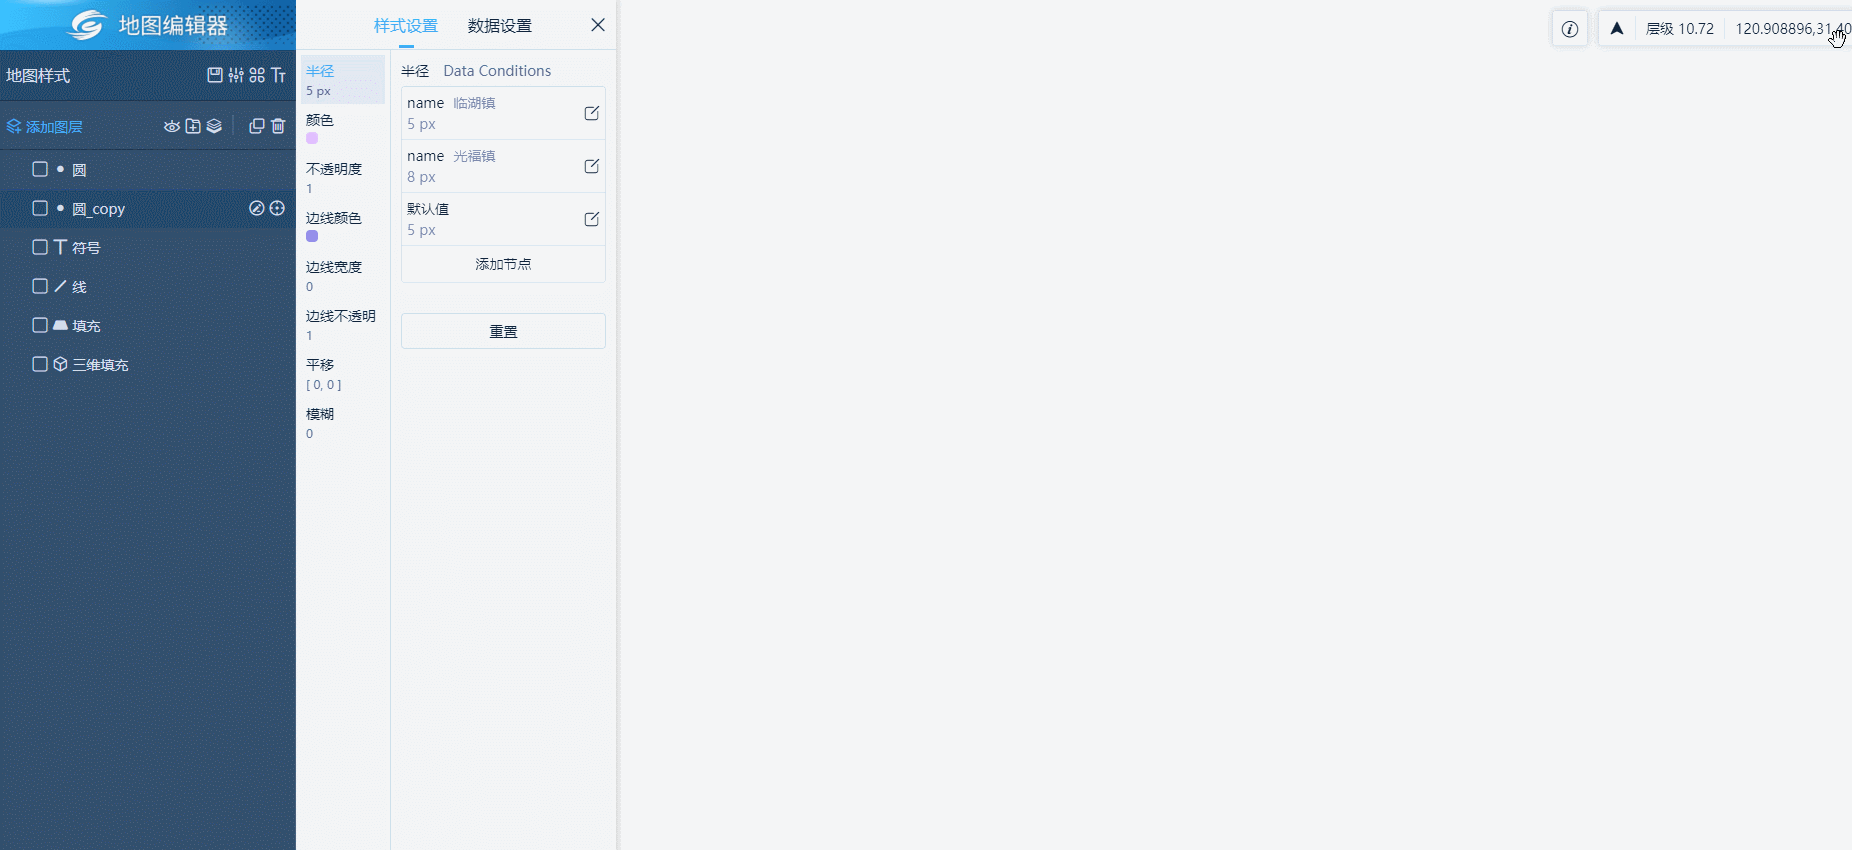 地图编辑器
地图样式
添加图层
圆
圆_copy
符号
线
填充
三维填充
样式设置
数据设置
半径
5 px
颜色
不透明度
1
边线颜色
边线宽度
0
边线不透明
1
平移
[ 0, 0 ]
模糊
0
半径 Data Conditions
name 临湖镇
5 px
name 光福镇
8 px
默认值
5 px
添加节点
重置
层级 10.72
120.908896,31.40